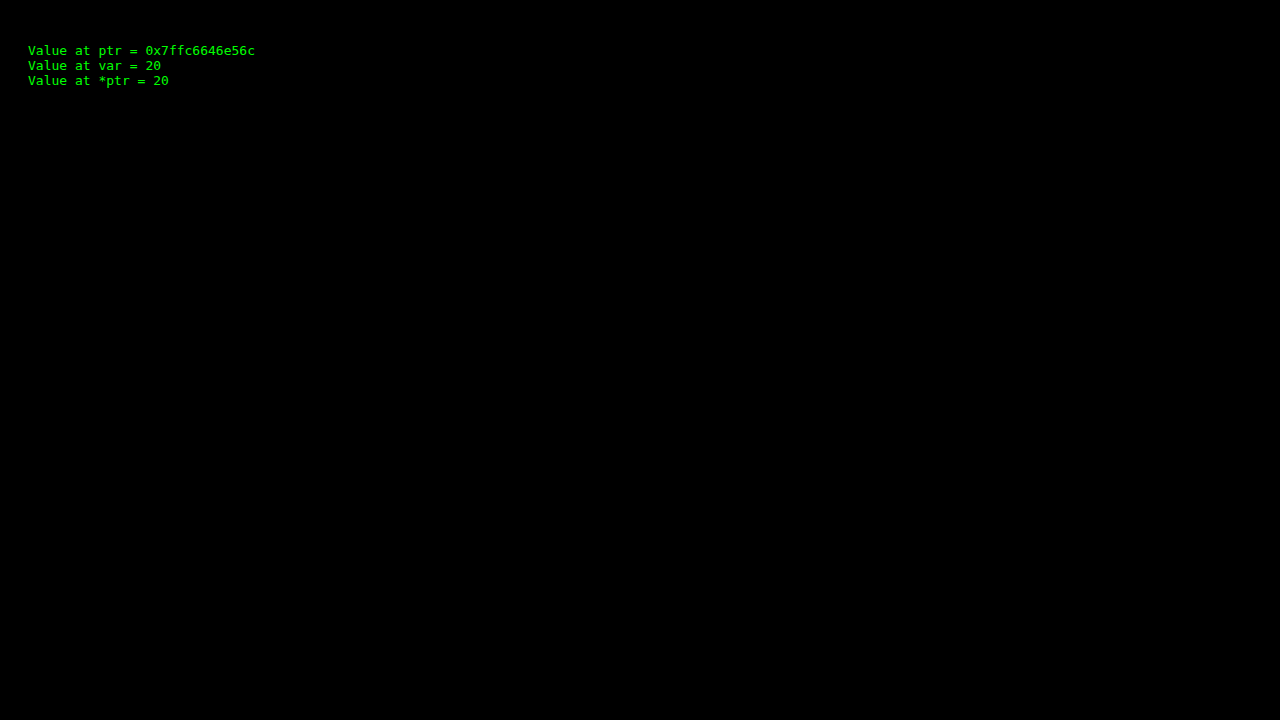 Value at ptr = 0x7ffc6646e56c
Value at var = 20
Value at *ptr = 20